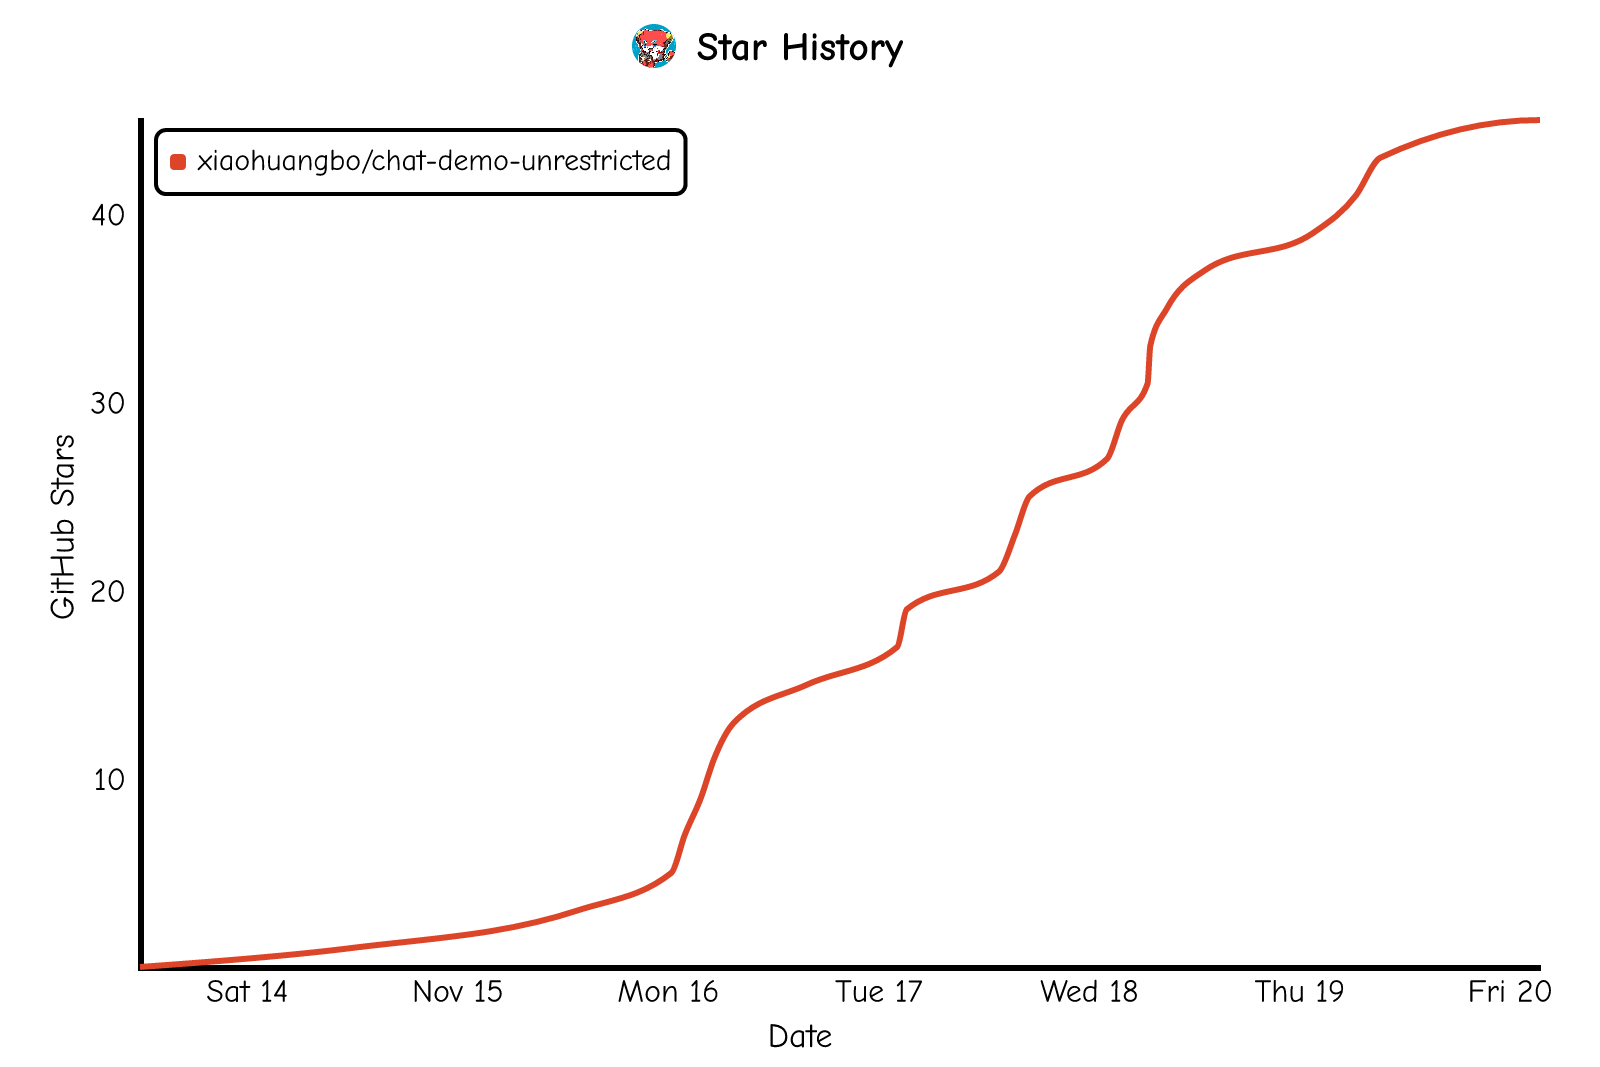 Star History
xiaohuangbo/chat-demo-unrestricted
40
30
20
10
GitHub Stars
Sat 14
Nov 15
Mon 16
Tue 17
Wed 18
Thu 19
Fri 20
Date